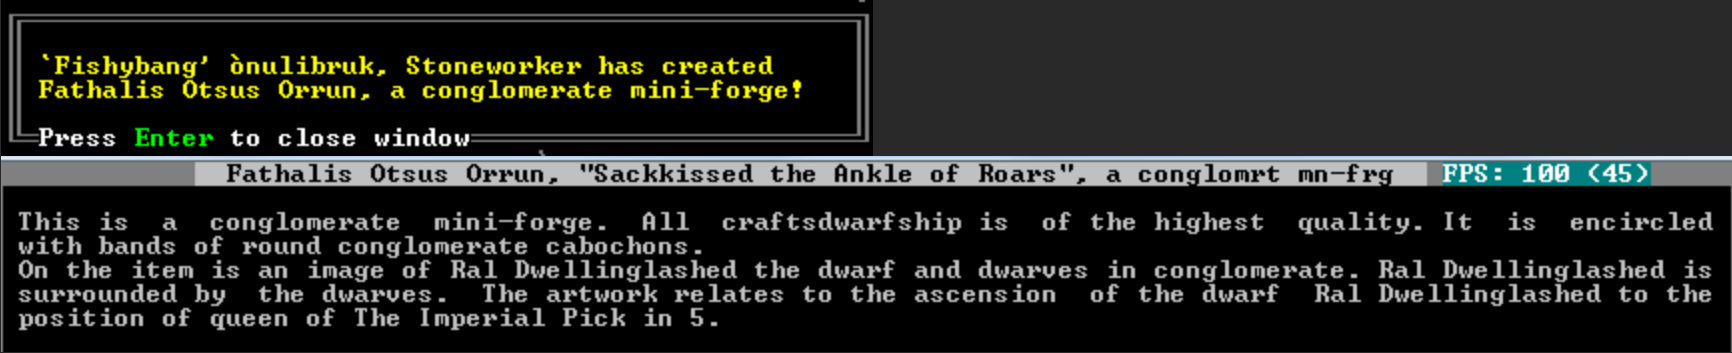 `Fishybang' ònulibruk, Stoneworker has created
Fathalis Otsus Orrun, a conglomerate mini-forge!
Press Enter to close window
Fathalis Otsus Orrun, "Sackkissed the Ankle of Roars", a conglomrt mn-frg FPS: 100 (45)
This is a conglomerate mini-forge. All craftsdwarfship is of the highest quality. It is encircled
with bands of round conglomerate cabochons.
On the item is an image of Ral Dwellinglashed the dwarf and dwarves in conglomerate. Ral Dwellinglashed is
surrounded by the dwarves. The artwork relates to the ascension of the dwarf Ral Dwellinglashed to the
position of queen of The Imperial Pick in 5.